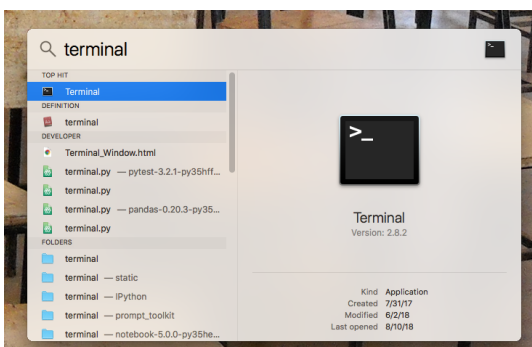 terminal
TOP HIT
Terminal
DEFINITION
terminal
DEVELOPER
Terminal_Window.html
terminal.py — pytest-3.2.1-py35hff...
terminal.py
terminal.py — pandas-0.20.3-py35...
terminal.py
FOLDERS
terminal
terminal — static
terminal — IPython
terminal — prompt_toolkit
terminal — notebook-5.0.0-py35he...
>_
Terminal
Version: 2.8.2
Kind Application
Created 7/31/17
Modified 6/2/18
Last opened 8/10/18